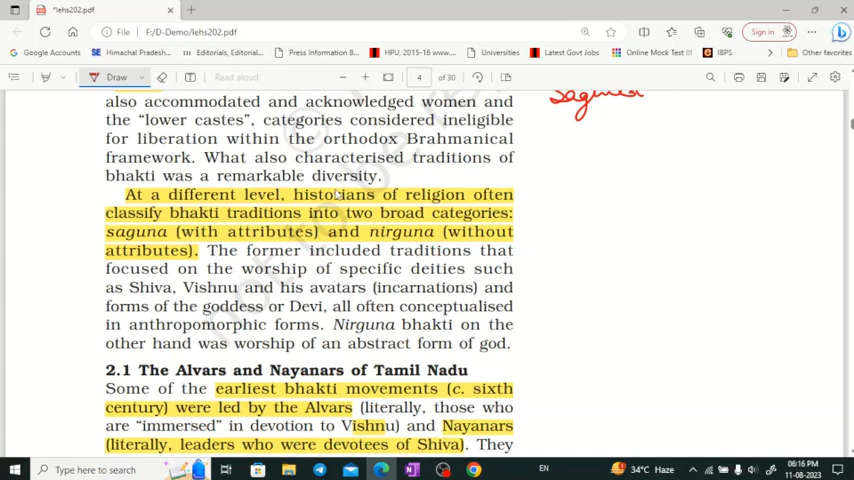 *lehs202.pdf
File
F:/D-Demo/lehs202.pdf
Sign in
Google Accounts
Himachal Pradesh...
Editorials, Editorial...
Press Information B...
HPU, 2015-16 www.h...
Universities
Latest Govt Jobs
Online Mock Test !...
IBPS
Other favorites
Draw
Read aloud
4
of 30
Saguna
also accommodated and acknowledged women and
the “lower castes”, categories considered ineligible
for liberation within the orthodox Brahmanical
framework. What also characterised traditions of
bhakti was a remarkable diversity.
At a different level, historians of religion often
classify bhakti traditions into two broad categories:
saguna (with attributes) and nirguna (without
attributes). The former included traditions that
focused on the worship of specific deities such
as Shiva, Vishnu and his avatars (incarnations) and
forms of the goddess or Devi, all often conceptualised
in anthropomorphic forms. Nirguna bhakti on the
other hand was worship of an abstract form of god.
2.1 The Alvars and Nayanars of Tamil Nadu
Some of the earliest bhakti movements (c. sixth
century) were led by the Alvars (literally, those who
are “immersed” in devotion to Vishnu) and Nayanars
(literally, leaders who were devotees of Shiva). They
not to be re
Type here to search
EN
34°C Haze
06:16 PM
11-08-2023